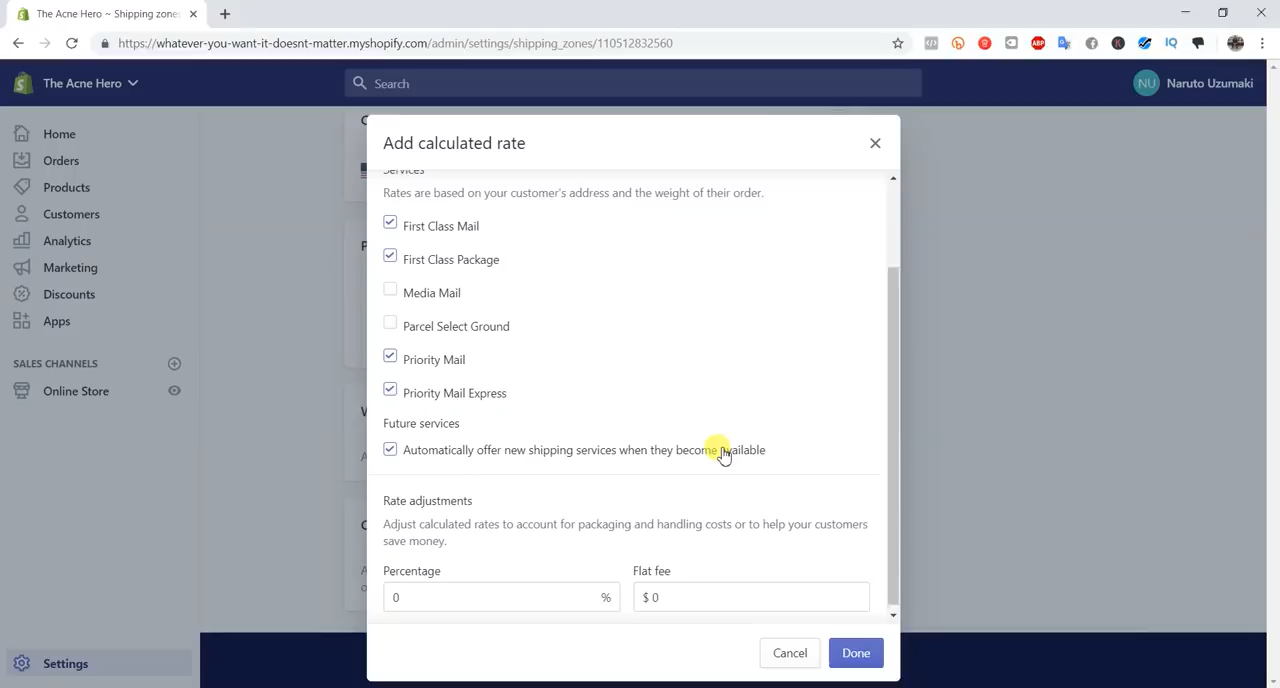 The Acne Hero ~ Shipping zone
https://whatever-you-want-it-doesnt-matter.myshopify.com/admin/settings/shipping_zones/110512832560
ABP
IQ
The Acne Hero
Search
NU
Naruto Uzumaki
Home
Orders
Products
Customers
Analytics
Marketing
Discounts
Apps
SALES CHANNELS
Online Store
Settings
Add calculated rate
Services
Rates are based on your customer's address and the weight of their order.
First Class Mail
First Class Package
Media Mail
Parcel Select Ground
Priority Mail
Priority Mail Express
Future services
Automatically offer new shipping services when they become available
Rate adjustments
Adjust calculated rates to account for packaging and handling costs or to help your customers
save money.
Percentage
Flat fee
0 %
$ 0
Cancel
Done